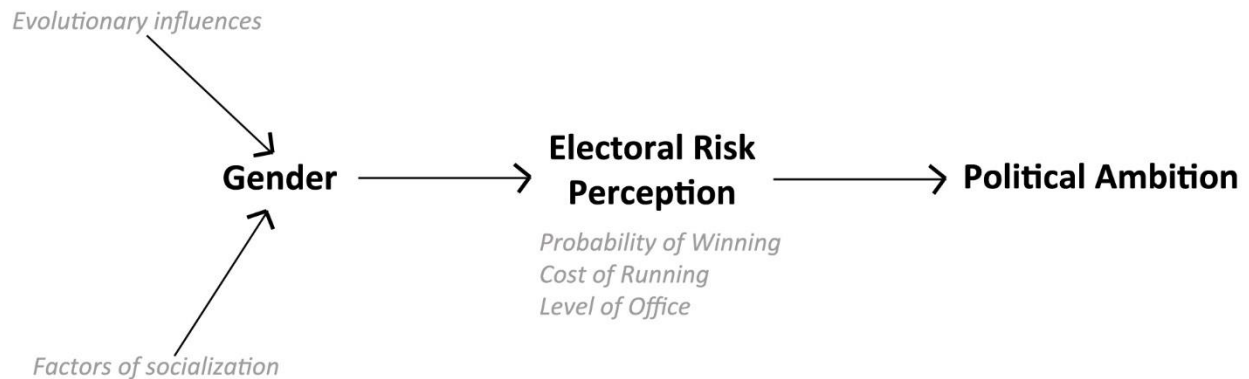 Evolutionary influences
Gender
Electoral Risk
Perception
Political Ambition
Probability of Winning
Cost of Running
Level of Office
Factors of socialization